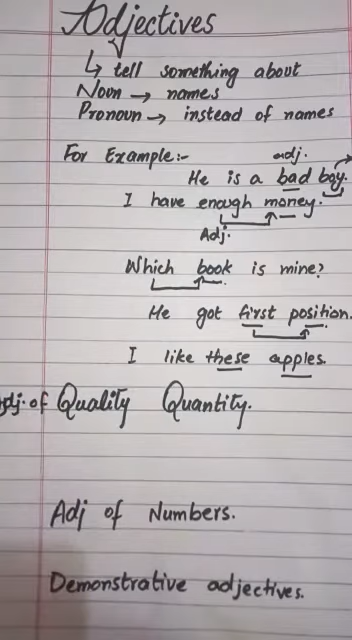 Adjectives
↳ tell something about
Noun → names
Pronoun → instead of names
For Example:-
adj.
He is a bad boy.
I have enough money.
Adj.
Which book is mine?
He got first position.
I like these apples.
Adj. of Quality Quantity.
Adj of Numbers.
Demonstrative adjectives.